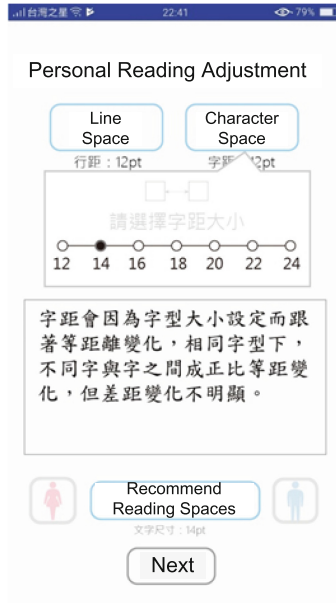 台灣之星
22:41
79%
Personal Reading Adjustment
Line
Space
Character
Space
行距：12pt
字距 12pt
請選擇字距大小
12 14 16 18 20 22 24
字距會因為字型大小設定而跟
著等距離變化，相同字型下，
不同字與字之間成正比等距變
化，但差距變化不明顯。
Recommend
Reading Spaces
文字尺寸：14pt
Next